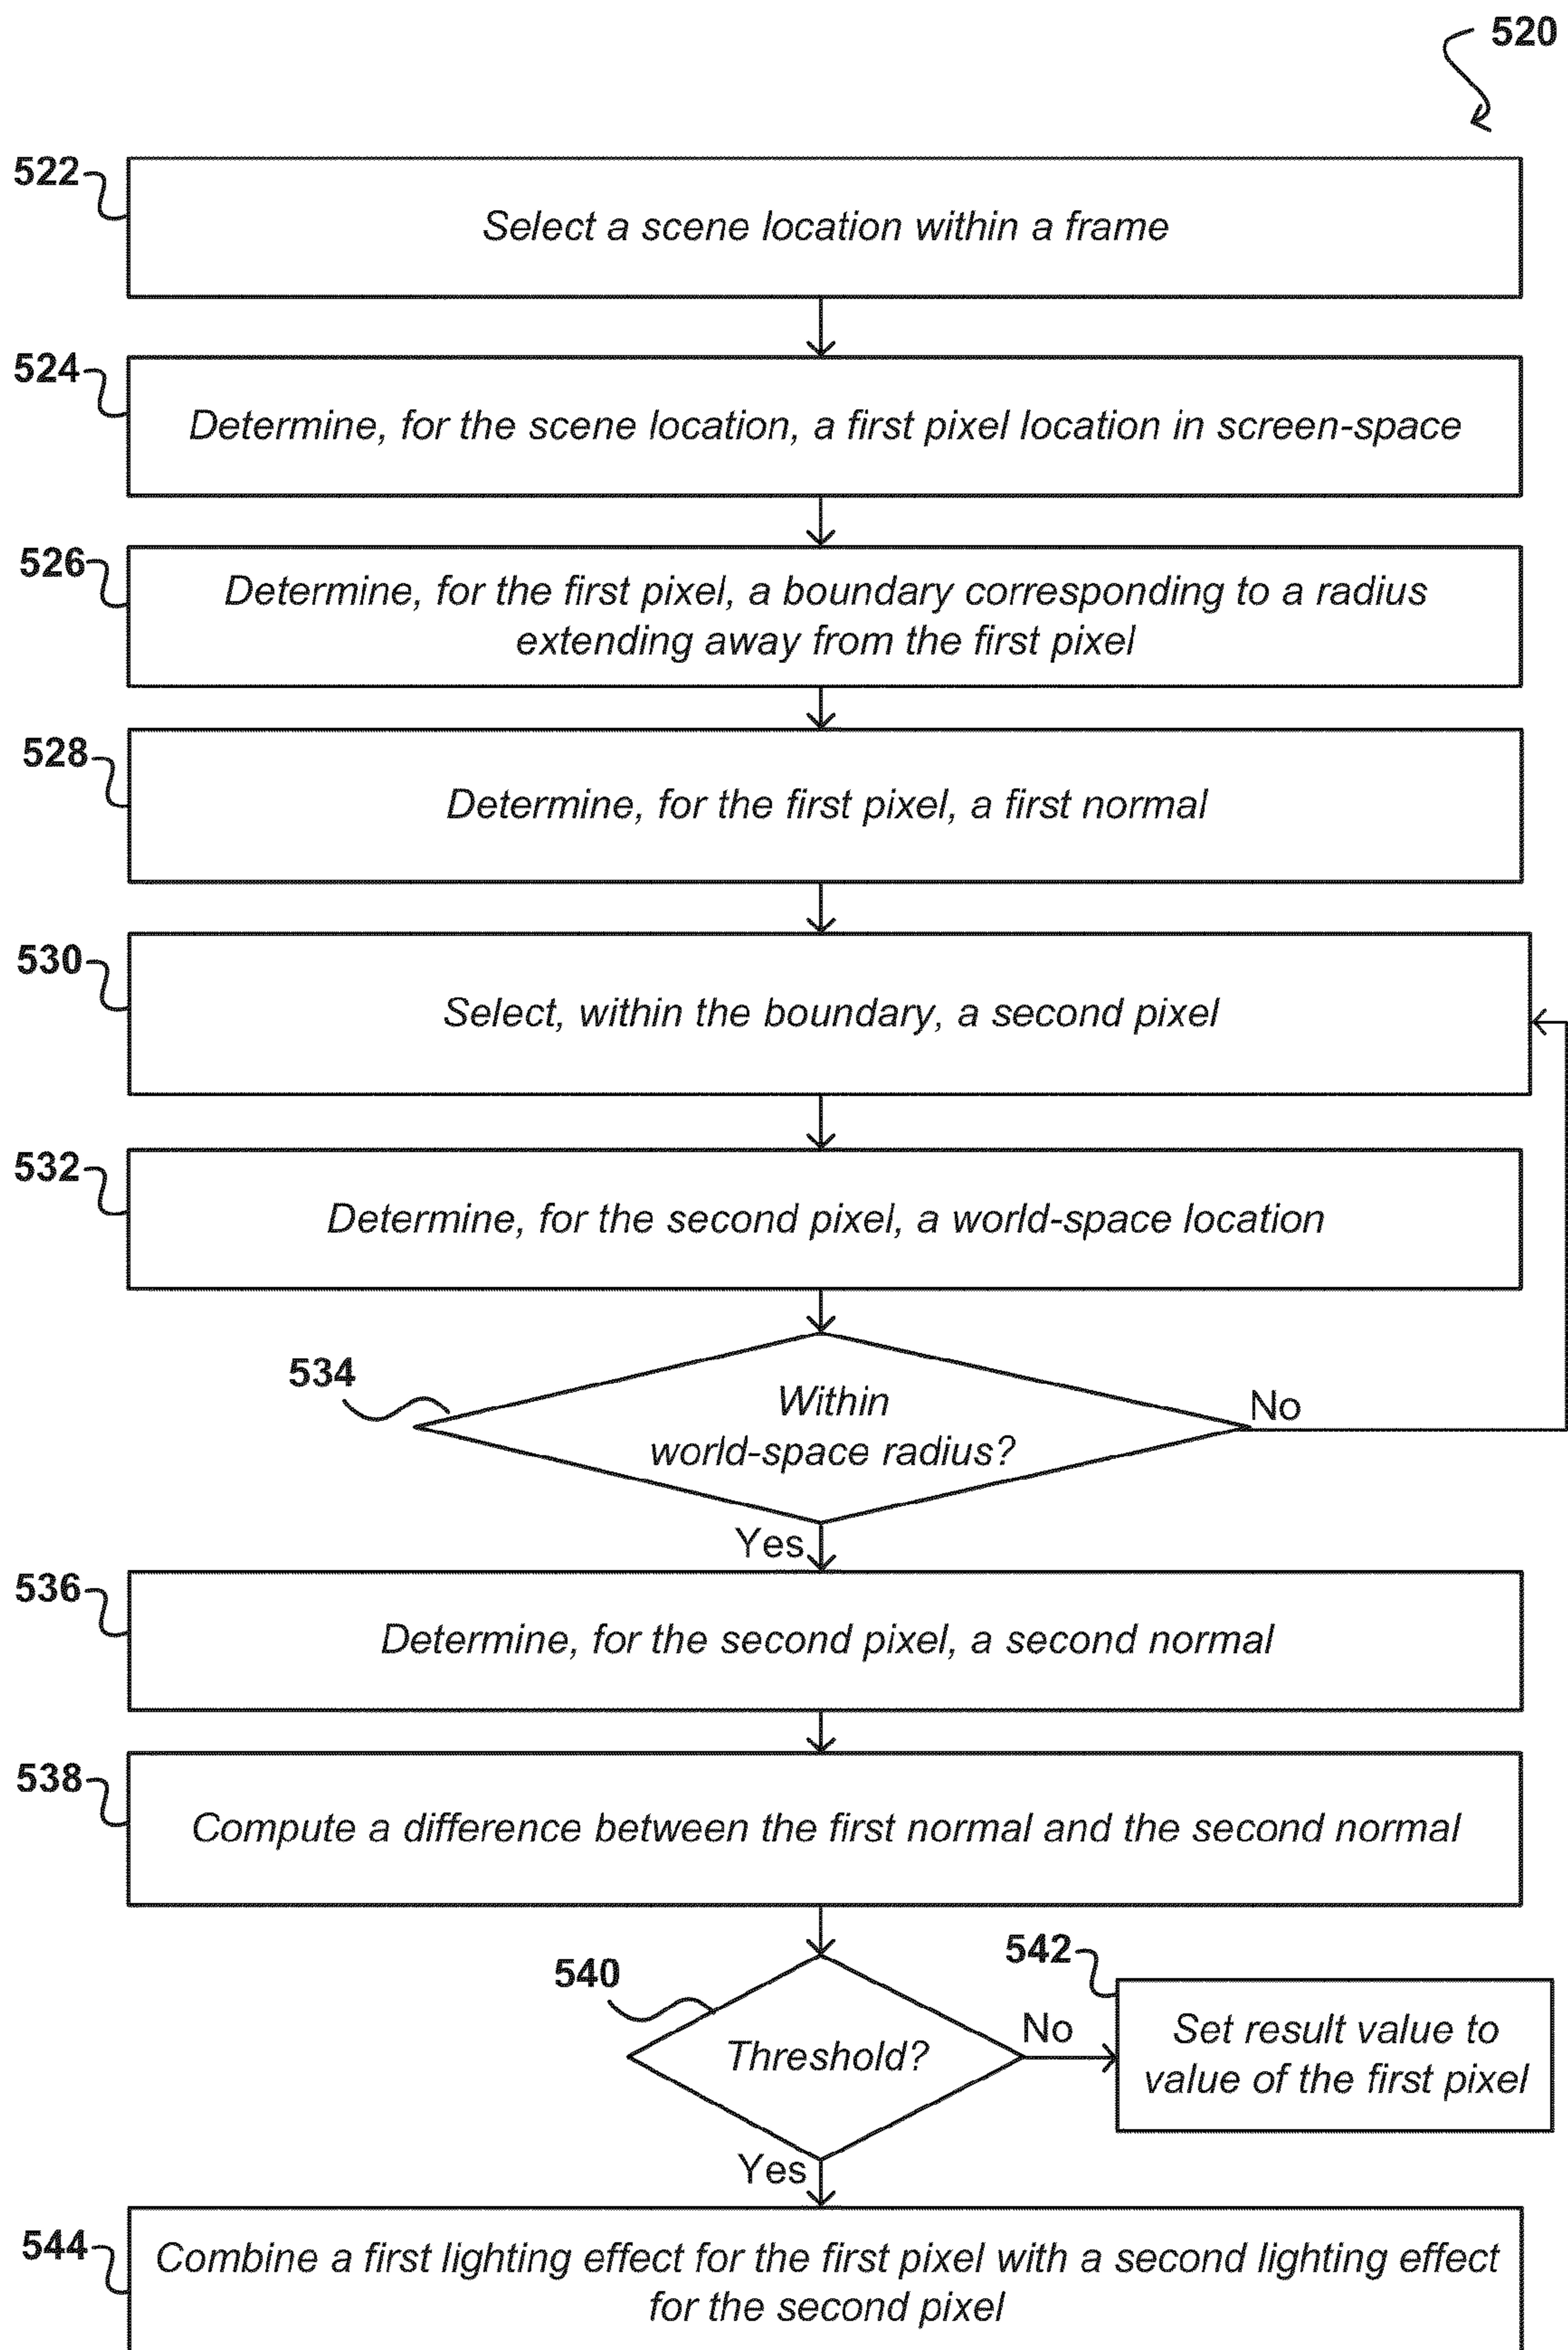 520
522
Select a scene location within a frame
524
Determine, for the scene location, a first pixel location in screen-space
526
Determine, for the first pixel, a boundary corresponding to a radius
extending away from the first pixel
528
Determine, for the first pixel, a first normal
530
Select, within the boundary, a second pixel
532
Determine, for the second pixel, a world-space location
534
Within
world-space radius?
No
Yes
536
Determine, for the second pixel, a second normal
538
Compute a difference between the first normal and the second normal
540
Threshold?
No
542
Set result value to
value of the first pixel
Yes
544
Combine a first lighting effect for the first pixel with a second lighting effect
for the second pixel